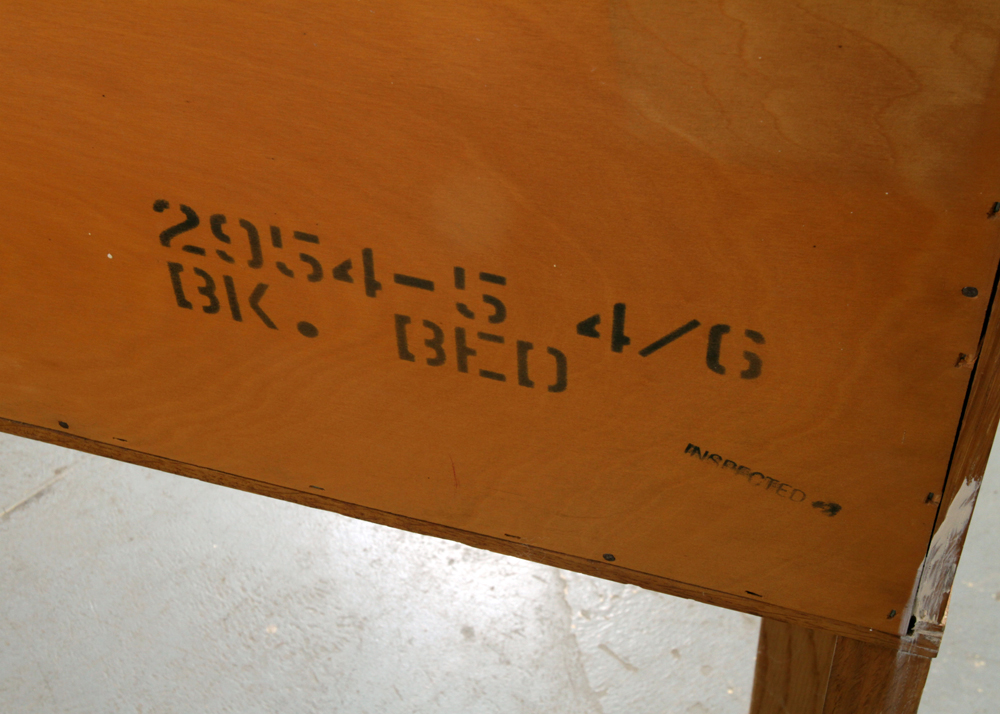 2954-5 4/6
BK. BED
INSPECTED